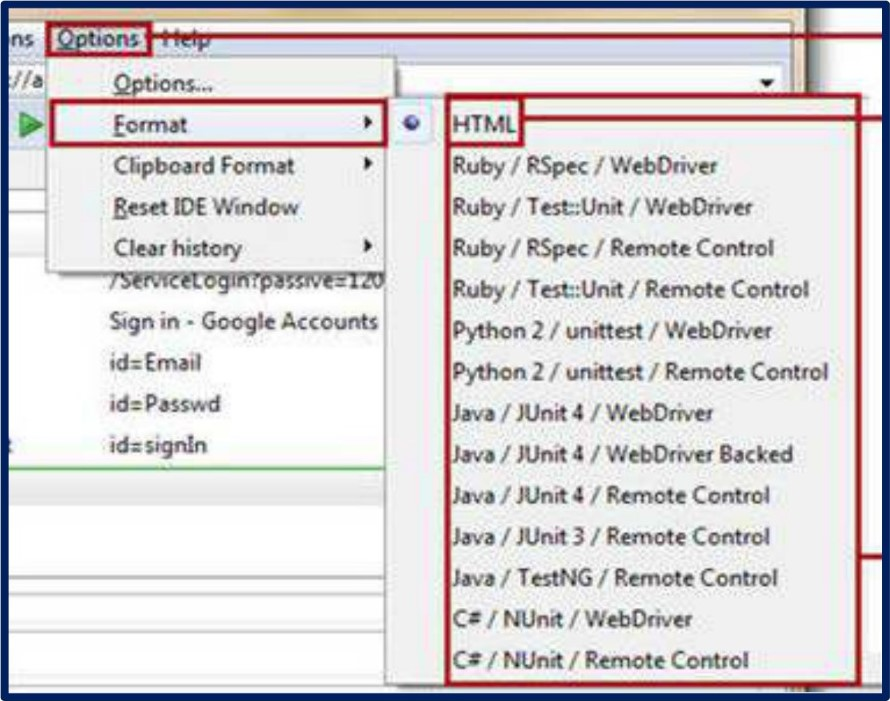 ns Options Help
://a
Options...
Format
Clipboard Format
Reset IDE Window
Clear history
HTML
Ruby / RSpec / WebDriver
Ruby / Test::Unit / WebDriver
Ruby / RSpec / Remote Control
Ruby / Test::Unit / Remote Control
Python 2 / unittest / WebDriver
Python 2 / unittest / Remote Control
Java / JUnit 4 / WebDriver
Java / JUnit 4 / WebDriver Backed
Java / JUnit 4 / Remote Control
Java / JUnit 3 / Remote Control
Java / TestNG / Remote Control
C# / NUnit / WebDriver
C# / NUnit / Remote Control
/ServiceLogin?passive=120
Sign in - Google Accounts
id=Email
id=Passwd
id=signIn